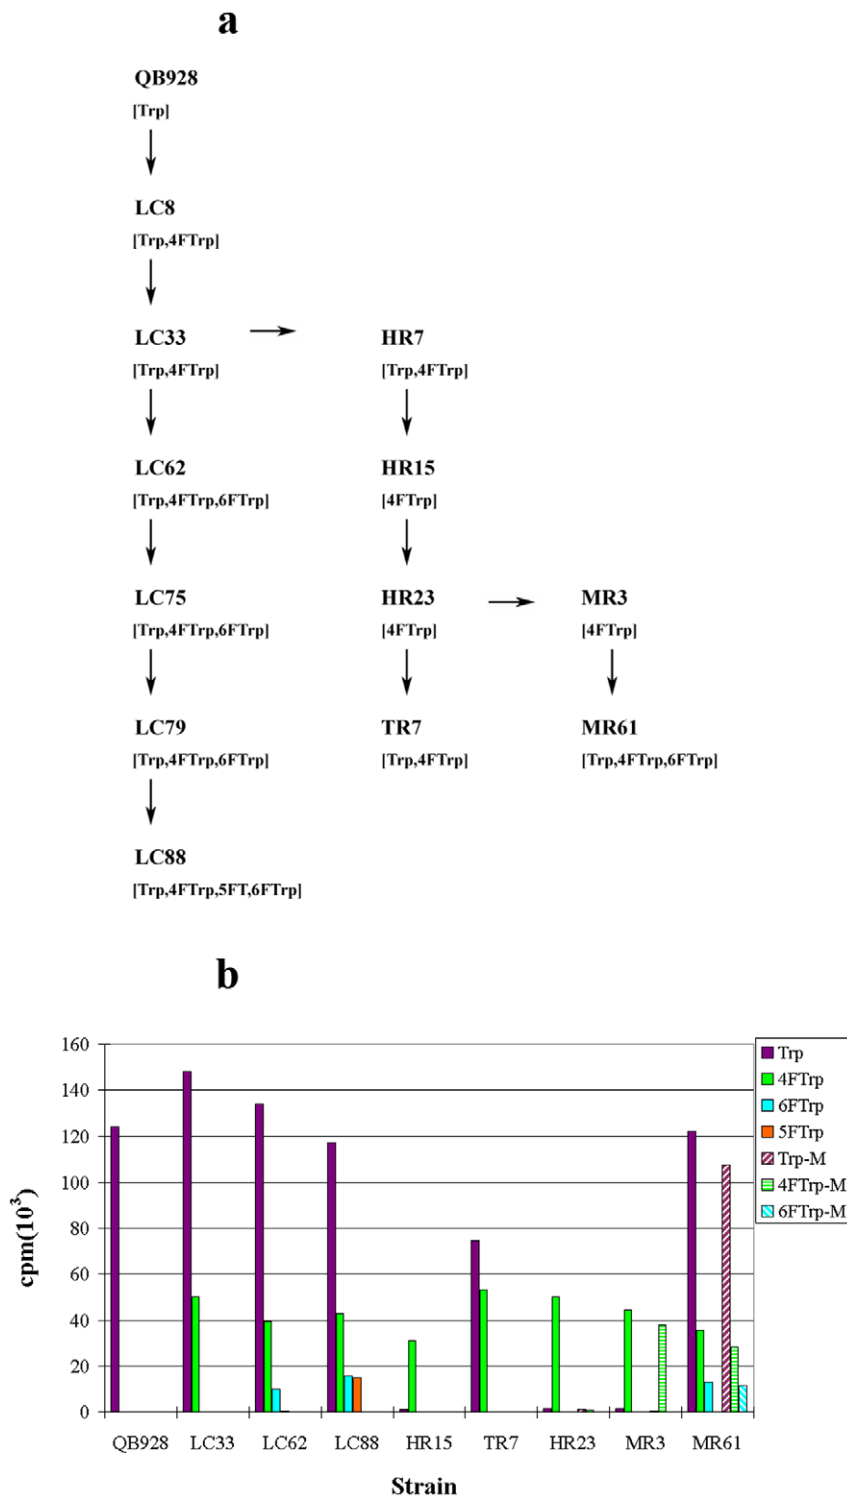 a
QB928
[Trp]
LC8
[Trp,4FTrp]
LC33 HR7
[Trp,4FTrp] [Trp,4FTrp]
LC62 HR15
[Trp,4FTrp,6FTrp] [4FTrp]
LC75 HR23 MR3
[Trp,4FTrp,6FTrp] [4FTrp] [4FTrp]
LC79 TR7 MR61
[Trp,4FTrp,6FTrp] [Trp,4FTrp] [Trp,4FTrp,6FTrp]
LC88
[Trp,4FTrp,5FT,6FTrp]
b
cpm(10³)
160
140
120
100
80
60
40
20
0
QB928 LC33 LC62 LC88 HR15 TR7 HR23 MR3 MR61
Strain
Trp
4FTrp
6FTrp
5FTrp
Trp-M
4FTrp-M
6FTrp-M